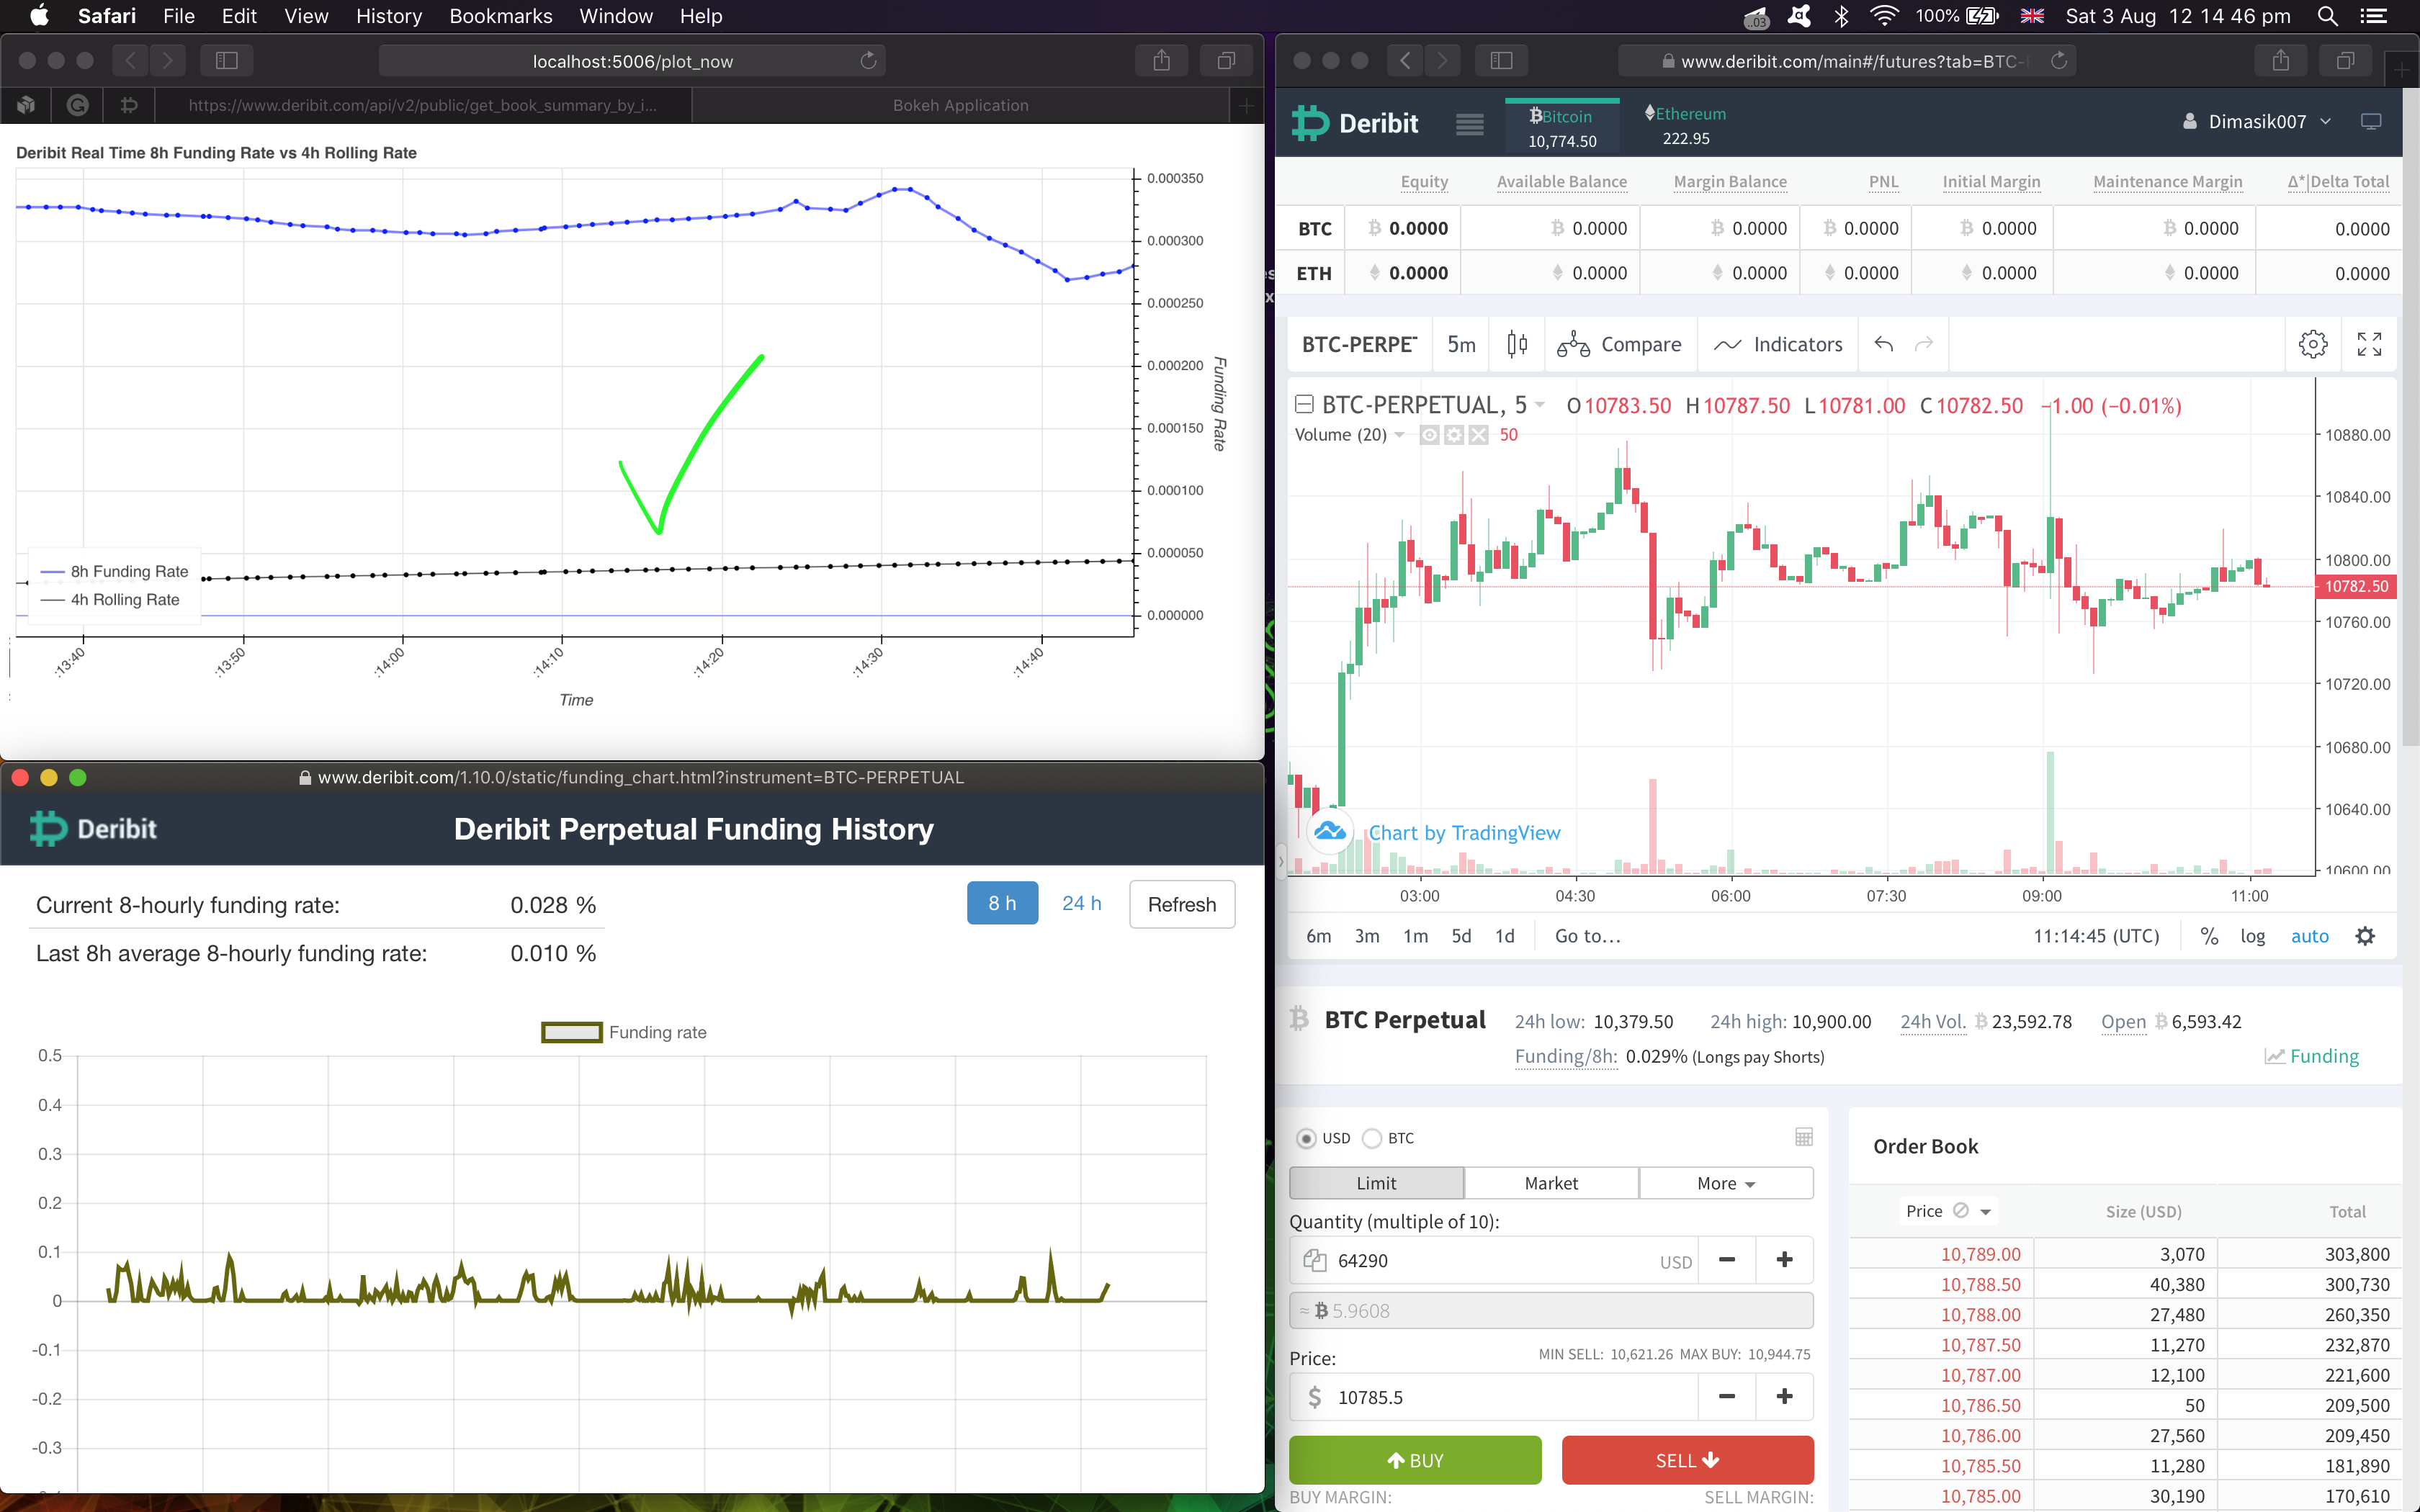 Safari File Edit View History Bookmarks Window Help
.03 100% Sat 3 Aug 12 14 46 pm
localhost:5006/plot_now
https://www.deribit.com/api/v2/public/get_book_summary_by_i... Bokeh Application
Deribit Real Time 8h Funding Rate vs 4h Rolling Rate
0.000350
0.000300
0.000250
0.000200
0.000150
0.000100
0.000050
0.000000
Funding Rate
8h Funding Rate
4h Rolling Rate
:13:40 :13:50 :14:00 :14:10 :14:20 :14:30 :14:40
Time
www.deribit.com/1.10.0/static/funding_chart.html?instrument=BTC-PERPETUAL
Deribit Deribit Perpetual Funding History
Current 8-hourly funding rate: 0.028 %
Last 8h average 8-hourly funding rate: 0.010 %
8 h 24 h Refresh
Funding rate
0.5
0.4
0.3
0.2
0.1
0
-0.1
-0.2
-0.3
www.deribit.com/main#/futures?tab=BTC-
Deribit Bitcoin Ethereum Dimasik007
10,774.50 222.95
Equity Available Balance Margin Balance PNL Initial Margin Maintenance Margin Δ*|Delta Total
BTC ₿ 0.0000 ₿ 0.0000 ₿ 0.0000 ₿ 0.0000 ₿ 0.0000 ₿ 0.0000 0.0000
ETH 0.0000 0.0000 0.0000 0.0000 0.0000 0.0000 0.0000
BTC-PERPE 5m Compare Indicators
BTC-PERPETUAL, 5 O 10783.50 H 10787.50 L 10781.00 C 10782.50 −1.00 (−0.01%)
Volume (20) 50
10880.00
10840.00
10800.00
10782.50
10760.00
10720.00
10680.00
10640.00
10600.00
Chart by TradingView
03:00 04:30 06:00 07:30 09:00 11:00
6m 3m 1m 5d 1d Go to... 11:14:45 (UTC) % log auto
BTC Perpetual 24h low: 10,379.50 24h high: 10,900.00 24h Vol. ₿ 23,592.78 Open ₿ 6,593.42
Funding/8h: 0.029% (Longs pay Shorts) Funding
USD BTC
Limit Market More
Quantity (multiple of 10):
64290 USD − +
≈ ₿ 5.9608
Price: MIN SELL: 10,621.26 MAX BUY: 10,944.75
$ 10785.5 − +
BUY SELL
BUY MARGIN: SELL MARGIN:
Order Book
Price Size (USD) Total
10,789.00 3,070 303,800
10,788.50 40,380 300,730
10,788.00 27,480 260,350
10,787.50 11,270 232,870
10,787.00 12,100 221,600
10,786.50 50 209,500
10,786.00 27,560 209,450
10,785.50 11,280 181,890
10,785.00 30,190 170,610